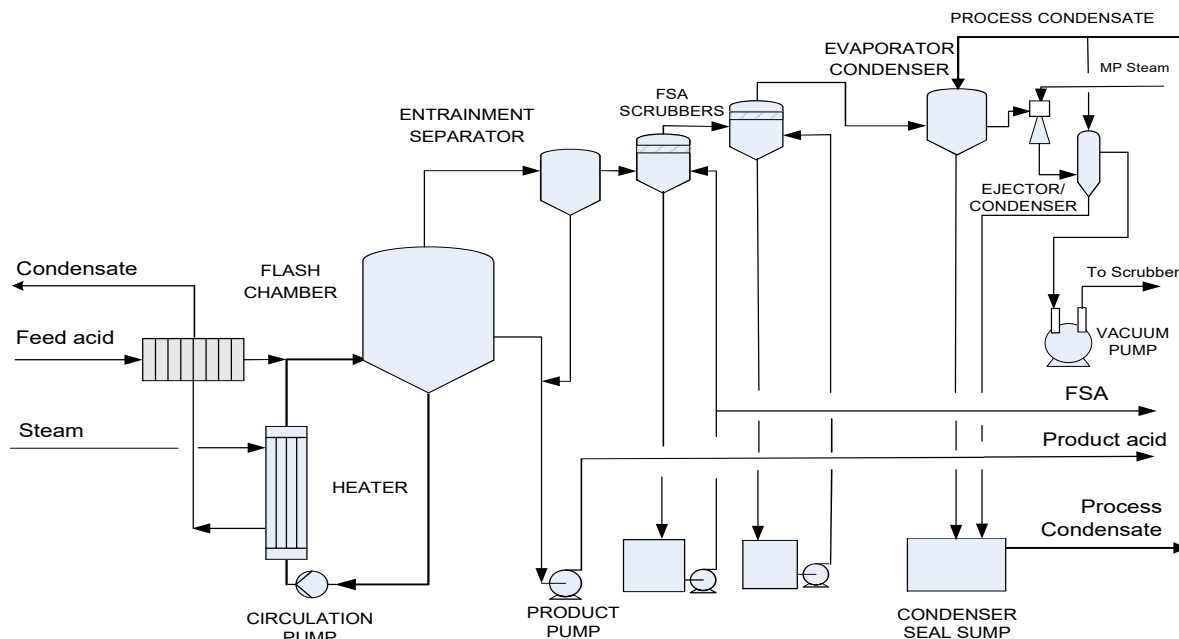 PROCESS CONDENSATE
EVAPORATOR
CONDENSER
MP Steam
FSA
SCRUBBERS
ENTRAINMENT
SEPARATOR
EJECTOR/
CONDENSER
Condensate
FLASH
CHAMBER
To Scrubber
Feed acid
VACUUM
PUMP
FSA
Steam
Product acid
HEATER
Process
Condensate
CIRCULATION
PUMP
PRODUCT
PUMP
CONDENSER
SEAL SUMP